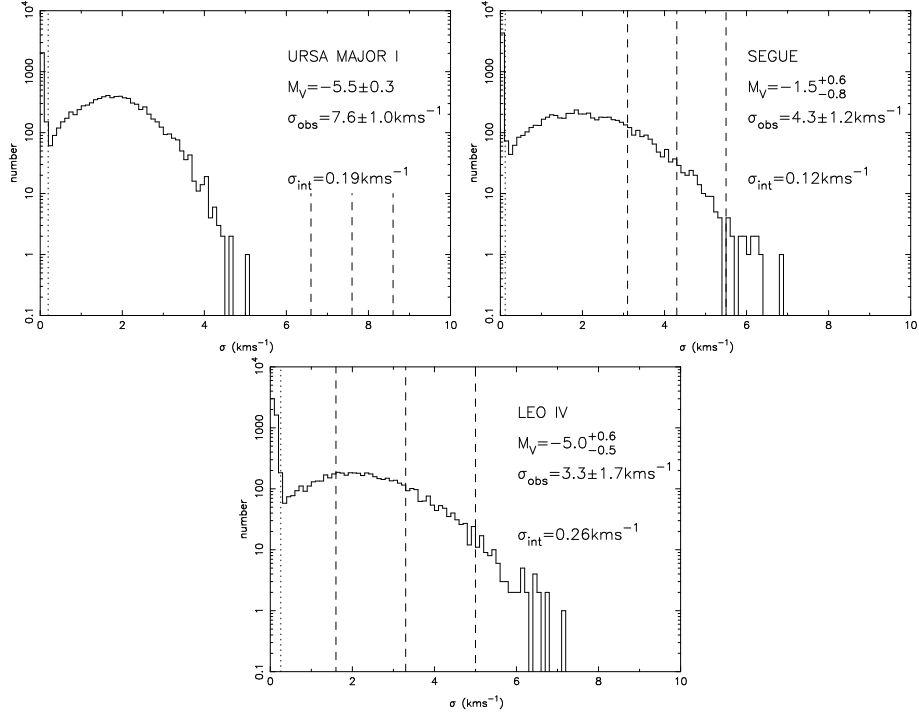 10^4
1000
100
10
1
0.1
number
URSA MAJOR I
M_V=−5.5±0.3
σ_obs=7.6±1.0kms^−1
σ_int=0.19kms^−1
0 2 4 6 8 10
σ (kms^−1)
10^4
1000
100
10
1
0.1
number
SEGUE
M_V=−1.5^+0.6_−0.8
σ_obs=4.3±1.2kms^−1
σ_int=0.12kms^−1
0 2 4 6 8 10
σ (kms^−1)
10^4
1000
100
10
1
0.1
number
LEO IV
M_V=−5.0^+0.6_−0.5
σ_obs=3.3±1.7kms^−1
σ_int=0.26kms^−1
0 2 4 6 8 10
σ (kms^−1)